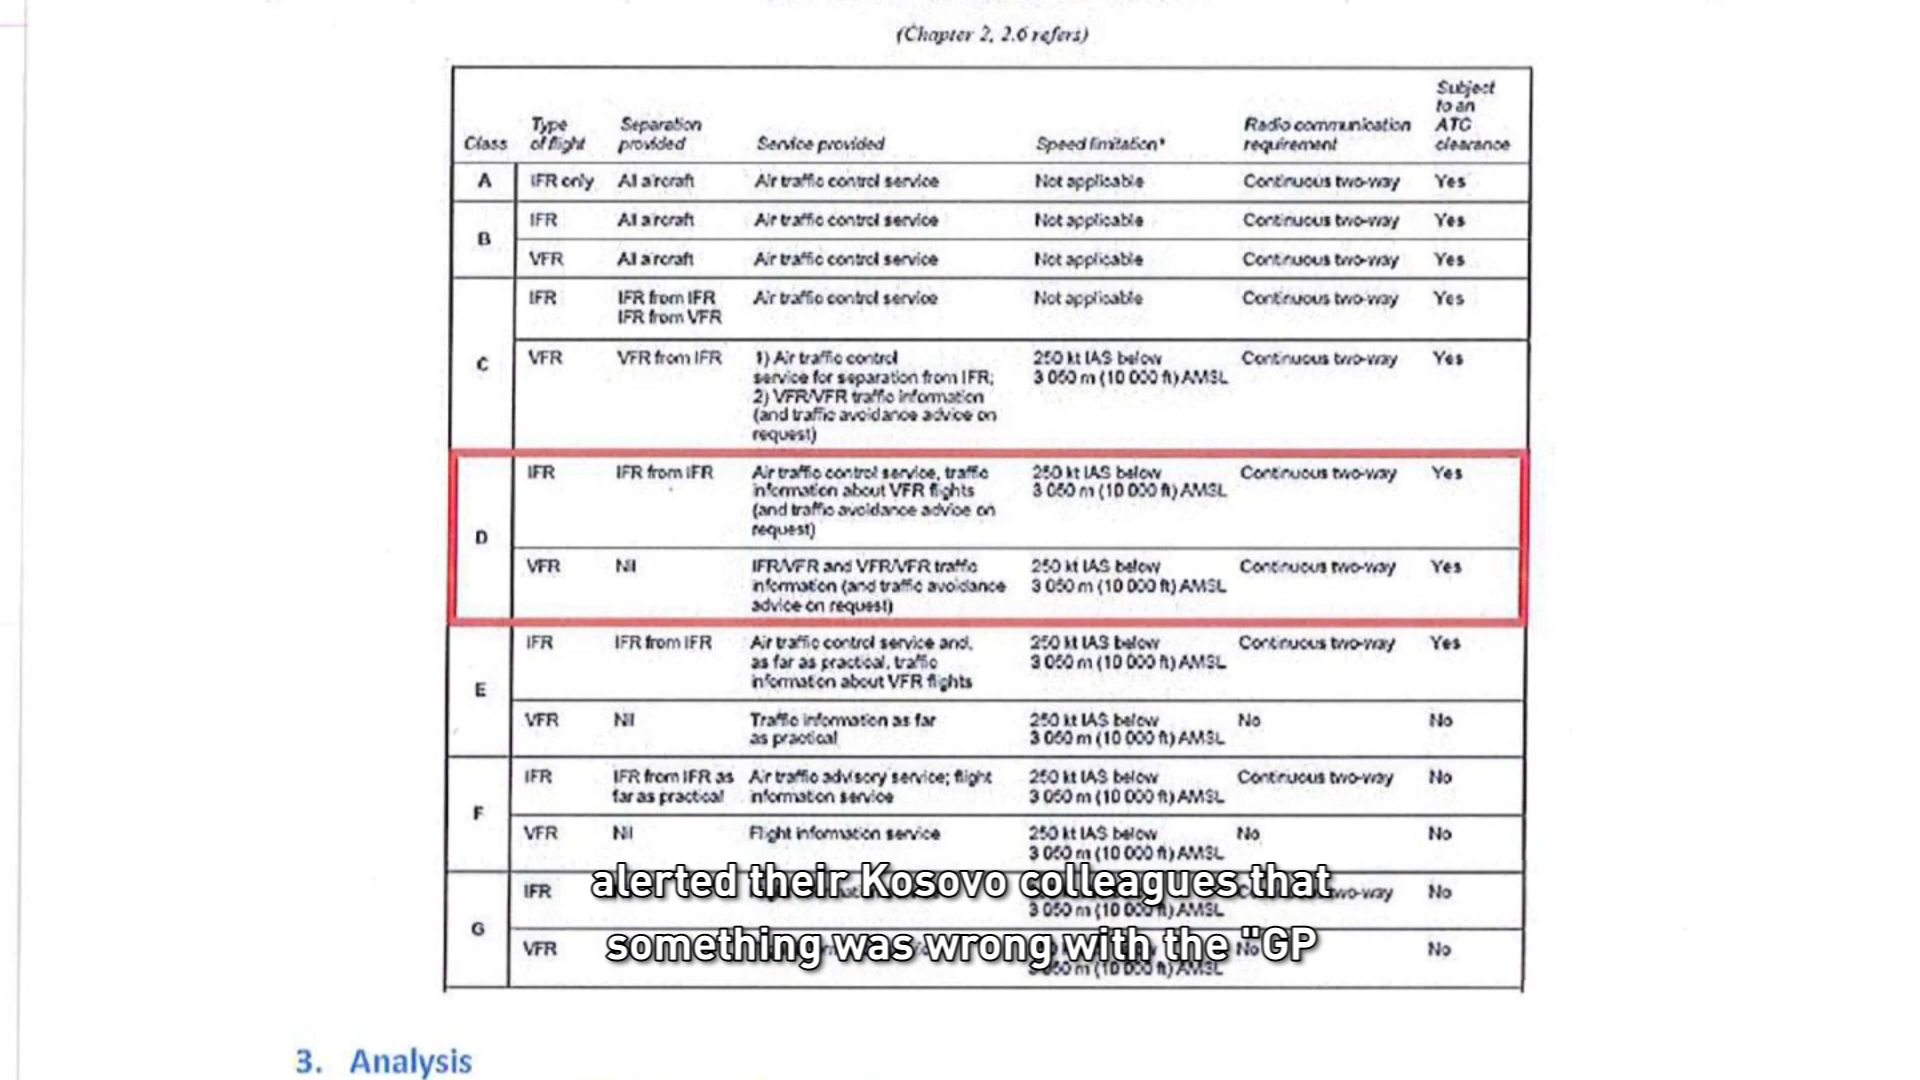 (Chapter 2, 2.6 refers)
Class Type of flight Separation provided Service provided Speed limitation* Radio communication requirement Subject to an ATC clearance
A IFR only All aircraft Air traffic control service Not applicable Continuous two-way Yes
B IFR All aircraft Air traffic control service Not applicable Continuous two-way Yes
VFR All aircraft Air traffic control service Not applicable Continuous two-way Yes
C IFR IFR from IFR Air traffic control service Not applicable Continuous two-way Yes
IFR from VFR
VFR VFR from IFR 1) Air traffic control 250 kt IAS below Continuous two-way Yes
service for separation from IFR; 3 050 m (10 000 ft) AMSL
2) VFR/VFR traffic information
(and traffic avoidance advice on
request)
D IFR IFR from IFR Air traffic control service, traffic 250 kt IAS below Continuous two-way Yes
information about VFR flights 3 050 m (10 000 ft) AMSL
(and traffic avoidance advice on
request)
VFR Nil IFR/VFR and VFR/VFR traffic 250 kt IAS below Continuous two-way Yes
information (and traffic avoidance 3 050 m (10 000 ft) AMSL
advice on request)
E IFR IFR from IFR Air traffic control service and, 250 kt IAS below Continuous two-way Yes
as far as practical, traffic 3 050 m (10 000 ft) AMSL
information about VFR flights
VFR Nil Traffic information as far 250 kt IAS below No No
as practical 3 050 m (10 000 ft) AMSL
F IFR IFR from IFR as Air traffic advisory service; flight 250 kt IAS below Continuous two-way No
far as practical information service 3 050 m (10 000 ft) AMSL
VFR Nil Flight information service 250 kt IAS below No No
3 050 m (10 000 ft) AMSL
alerted their Kosovo colleagues that
G IFR two-way No
3 050 m (10 000 ft) AMSL
something was wrong with the "GP
VFR No No
3 050 m (10 000 ft) AMSL
3. Analysis